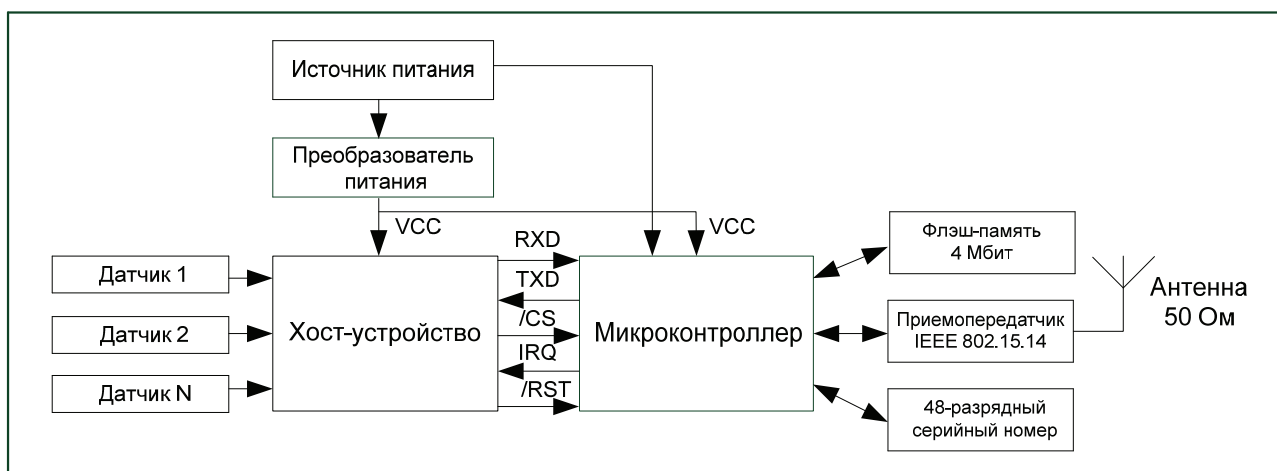 Источник питания
Преобразователь
питания
VCC
VCC
RXD
TXD
/CS
IRQ
/RST
Датчик 1
Датчик 2
Датчик N
Хост-устройство
Микроконтроллер
Флэш-память
4 Мбит
Приемопередатчик
IEEE 802.15.14
48-разрядный
серийный номер
Антенна
50 Ом